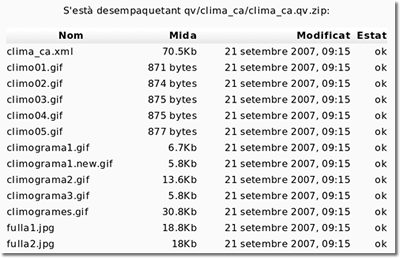 S'està desempaquetant qv/clima_ca/clima_ca.qv.zip:
Nom Mida Modificat Estat
clima_ca.xml 70.5Kb 21 setembre 2007, 09:15 ok
climo01.gif 871 bytes 21 setembre 2007, 09:15 ok
climo02.gif 874 bytes 21 setembre 2007, 09:15 ok
climo03.gif 875 bytes 21 setembre 2007, 09:15 ok
climo04.gif 875 bytes 21 setembre 2007, 09:15 ok
climo05.gif 877 bytes 21 setembre 2007, 09:15 ok
climograma1.gif 6.7Kb 21 setembre 2007, 09:15 ok
climograma1.new.gif 5.8Kb 21 setembre 2007, 09:15 ok
climograma2.gif 13.6Kb 21 setembre 2007, 09:15 ok
climograma3.gif 5.8Kb 21 setembre 2007, 09:15 ok
climogrames.gif 30.8Kb 21 setembre 2007, 09:15 ok
fulla1.jpg 18.8Kb 21 setembre 2007, 09:15 ok
fulla2.jpg 18Kb 21 setembre 2007, 09:15 ok